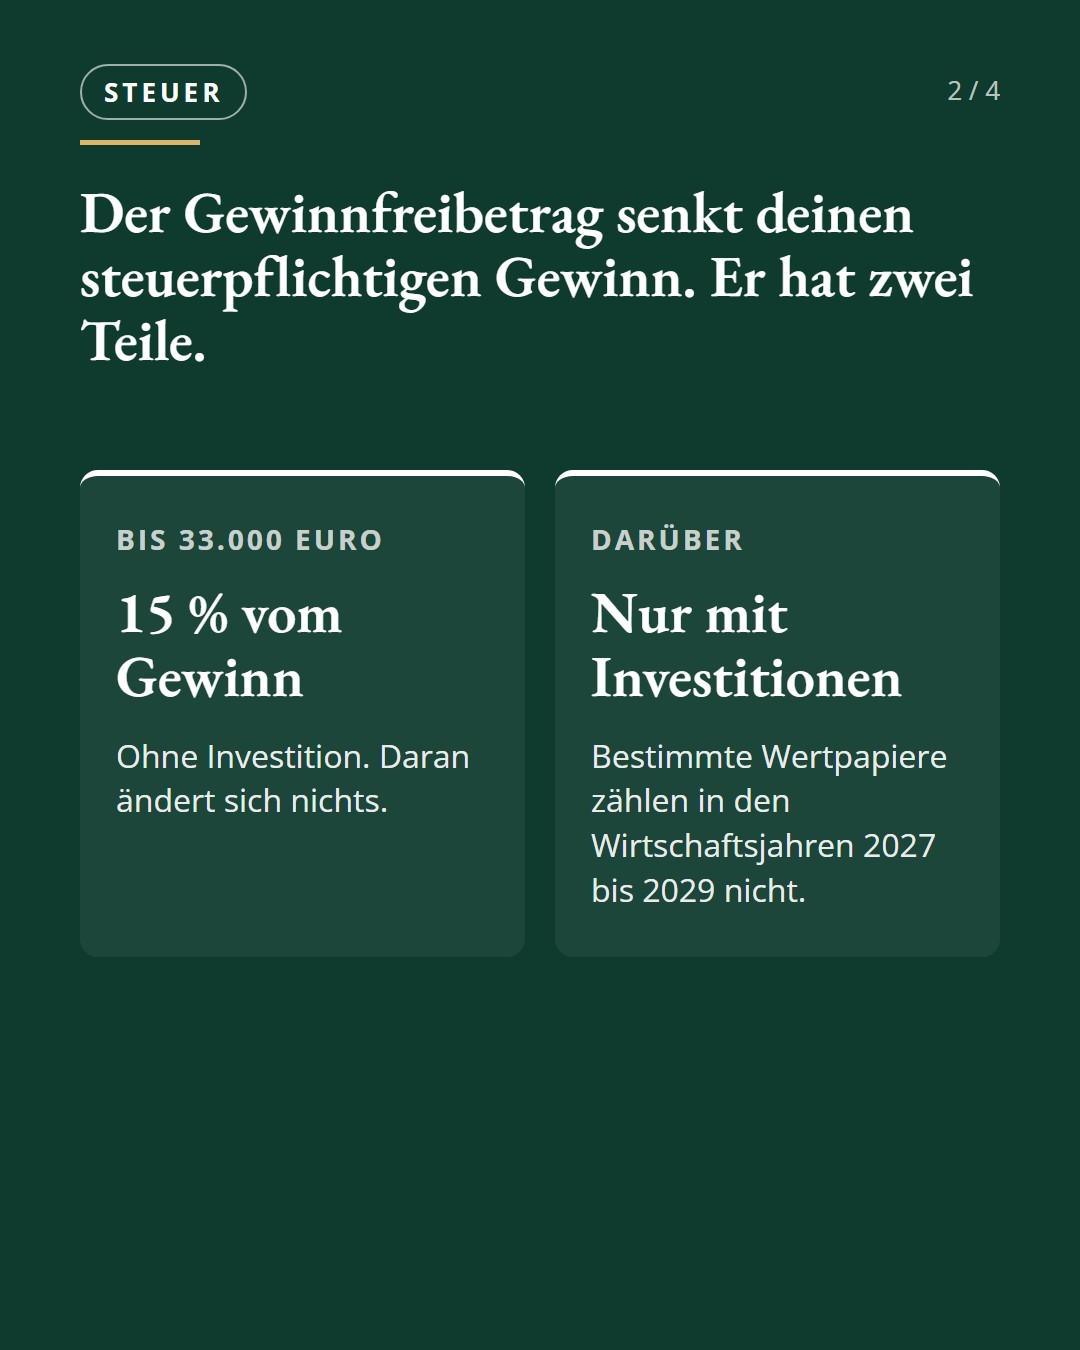 STEUER
2 / 4
Der Gewinnfreibetrag senkt deinen
steuerpflichtigen Gewinn. Er hat zwei
Teile.
BIS 33.000 EURO
15 % vom
Gewinn
Ohne Investition. Daran
ändert sich nichts.
DARÜBER
Nur mit
Investitionen
Bestimmte Wertpapiere
zählen in den
Wirtschaftsjahren 2027
bis 2029 nicht.